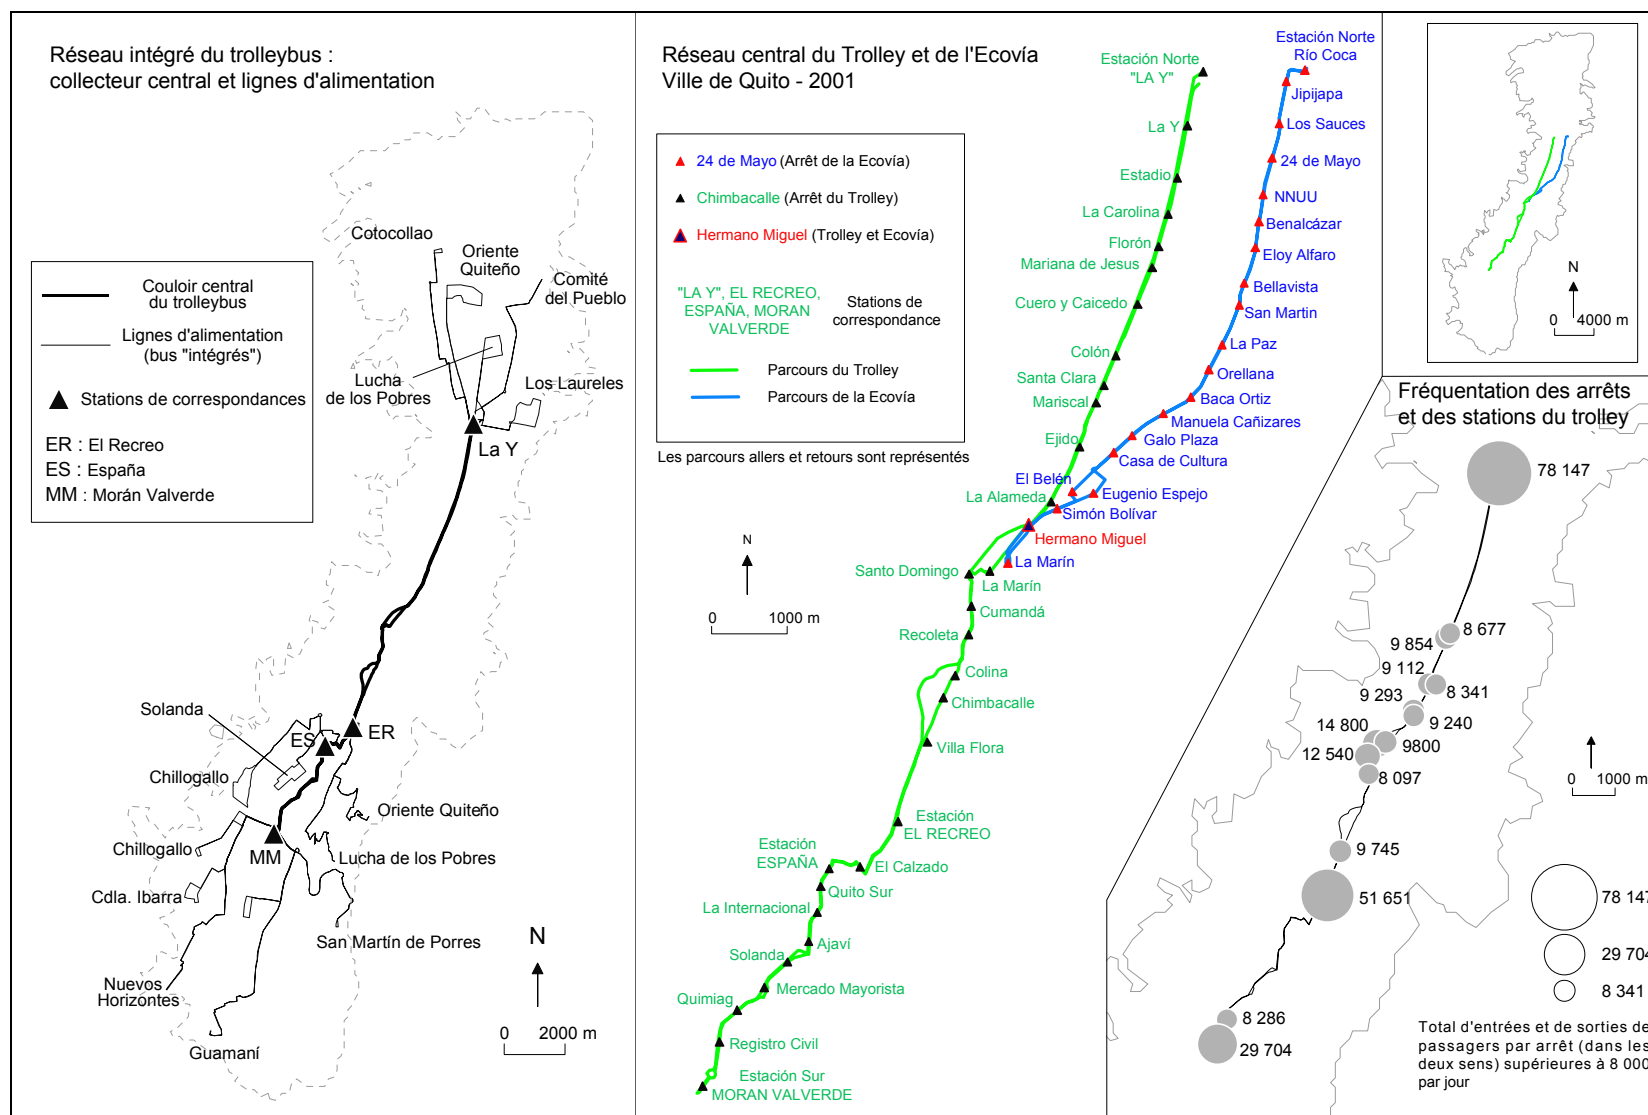 Réseau intégré du trolleybus :
collecteur central et lignes d'alimentation
Couloir central
du trolleybus
Lignes d'alimentation
(bus "intégrés")
Stations de correspondances
ER : El Recreo
ES : España
MM : Morán Valverde
Cotocollao
Oriente
Quiteño
Comité
del Pueblo
Lucha
de los Pobres
Los Laureles
La Y
Solanda
ES
ER
Chillogallo
Oriente Quiteño
Chillogallo
MM
Lucha de los Pobres
Cdla. Ibarra
San Martín de Porres
Nuevos
Horizontes
Guamaní
N
0 2000 m
Réseau central du Trolley et de l'Ecovía
Ville de Quito - 2001
24 de Mayo (Arrêt de la Ecovía)
Chimbacalle (Arrêt du Trolley)
Hermano Miguel (Trolley et Ecovía)
"LA Y", EL RECREO,
ESPAÑA, MORAN
VALVERDE
Stations de
correspondance
Parcours du Trolley
Parcours de la Ecovía
Les parcours allers et retours sont représentés
N
0 1000 m
Estación Norte
"LA Y"
La Y
Estadio
La Carolina
Florón
Mariana de Jesus
Cuero y Caicedo
Colón
Santa Clara
Mariscal
Ejido
La Alameda
Santo Domingo
La Marín
Cumandá
Recoleta
Colina
Chimbacalle
Villa Flora
Estación
EL RECREO
El Calzado
Estación
ESPAÑA
Quito Sur
La Internacional
Ajaví
Solanda
Mercado Mayorista
Quimiag
Registro Civil
Estación Sur
MORAN VALVERDE
Estación Norte
Río Coca
Jipijapa
Los Sauces
24 de Mayo
NNUU
Benalcázar
Eloy Alfaro
Bellavista
San Martin
La Paz
Orellana
Baca Ortiz
Manuela Cañizares
Galo Plaza
Casa de Cultura
El Belén
Eugenio Espejo
Simón Bolívar
Hermano Miguel
La Marín
N
0 4000 m
Fréquentation des arrêts
et des stations du trolley
78 147
8 677
9 854
9 112
8 341
9 293
9 240
14 800
9800
12 540
8 097
9 745
51 651
8 286
29 704
0 1000 m
78 147
29 704
8 341
Total d'entrées et de sorties de
passagers par arrêt (dans les
deux sens) supérieures à 8 000
par jour